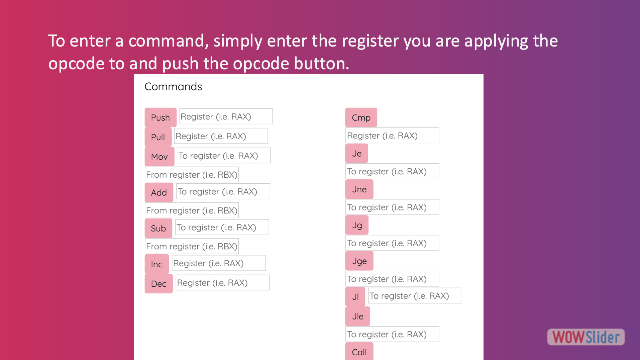 To enter a command, simply enter the register you are applying the
opcode to and push the opcode button.
Commands
Push Register (i.e. RAX)
Pull Register (i.e. RAX)
Mov To register (i.e. RAX)
From register (i.e. RBX)
Add To register (i.e. RAX)
From register (i.e. RBX)
Sub To register (i.e. RAX)
From register (i.e. RBX)
Inc Register (i.e. RAX)
Dec Register (i.e. RAX)
Cmp
Register (i.e. RAX)
Je
To register (i.e. RAX)
Jne
To register (i.e. RAX)
Jg
To register (i.e. RAX)
Jge
To register (i.e. RAX)
Jl To register (i.e. RAX)
Jle
To register (i.e. RAX)
Call
WOWSlider